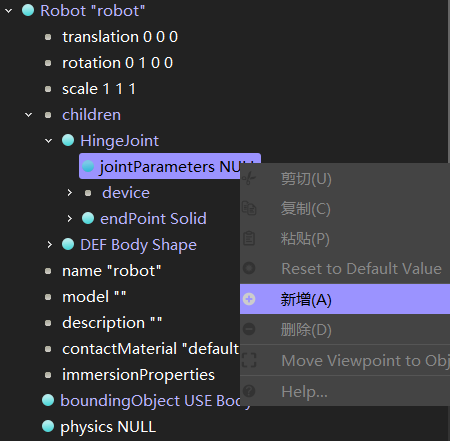 Robot "robot"
translation 0 0 0
rotation 0 1 0 0
scale 1 1 1
children
HingeJoint
jointParameters NULL
device
endPoint Solid
DEF Body Shape
name "robot"
model ""
description ""
contactMaterial "default
immersionProperties
boundingObject USE Body
physics NULL
剪切(U)
复制(C)
粘贴(P)
Reset to Default Value
新增(A)
删除(D)
Move Viewpoint to Obj
Help...